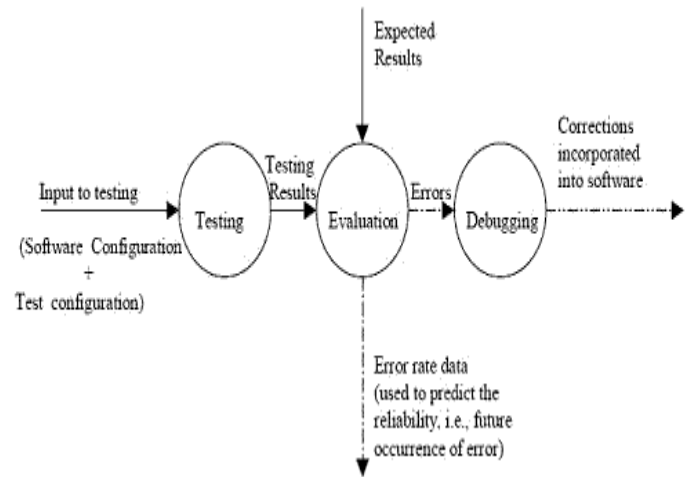 Expected
Results
Corrections
incorporated
into software
Testing
Results
Input to testing
Errors
Testing
Evaluation
Debugging
(Software Configuration
+
Test configuration)
Error rate data
(used to predict the
reliability, i.e., future
occurrence of error)